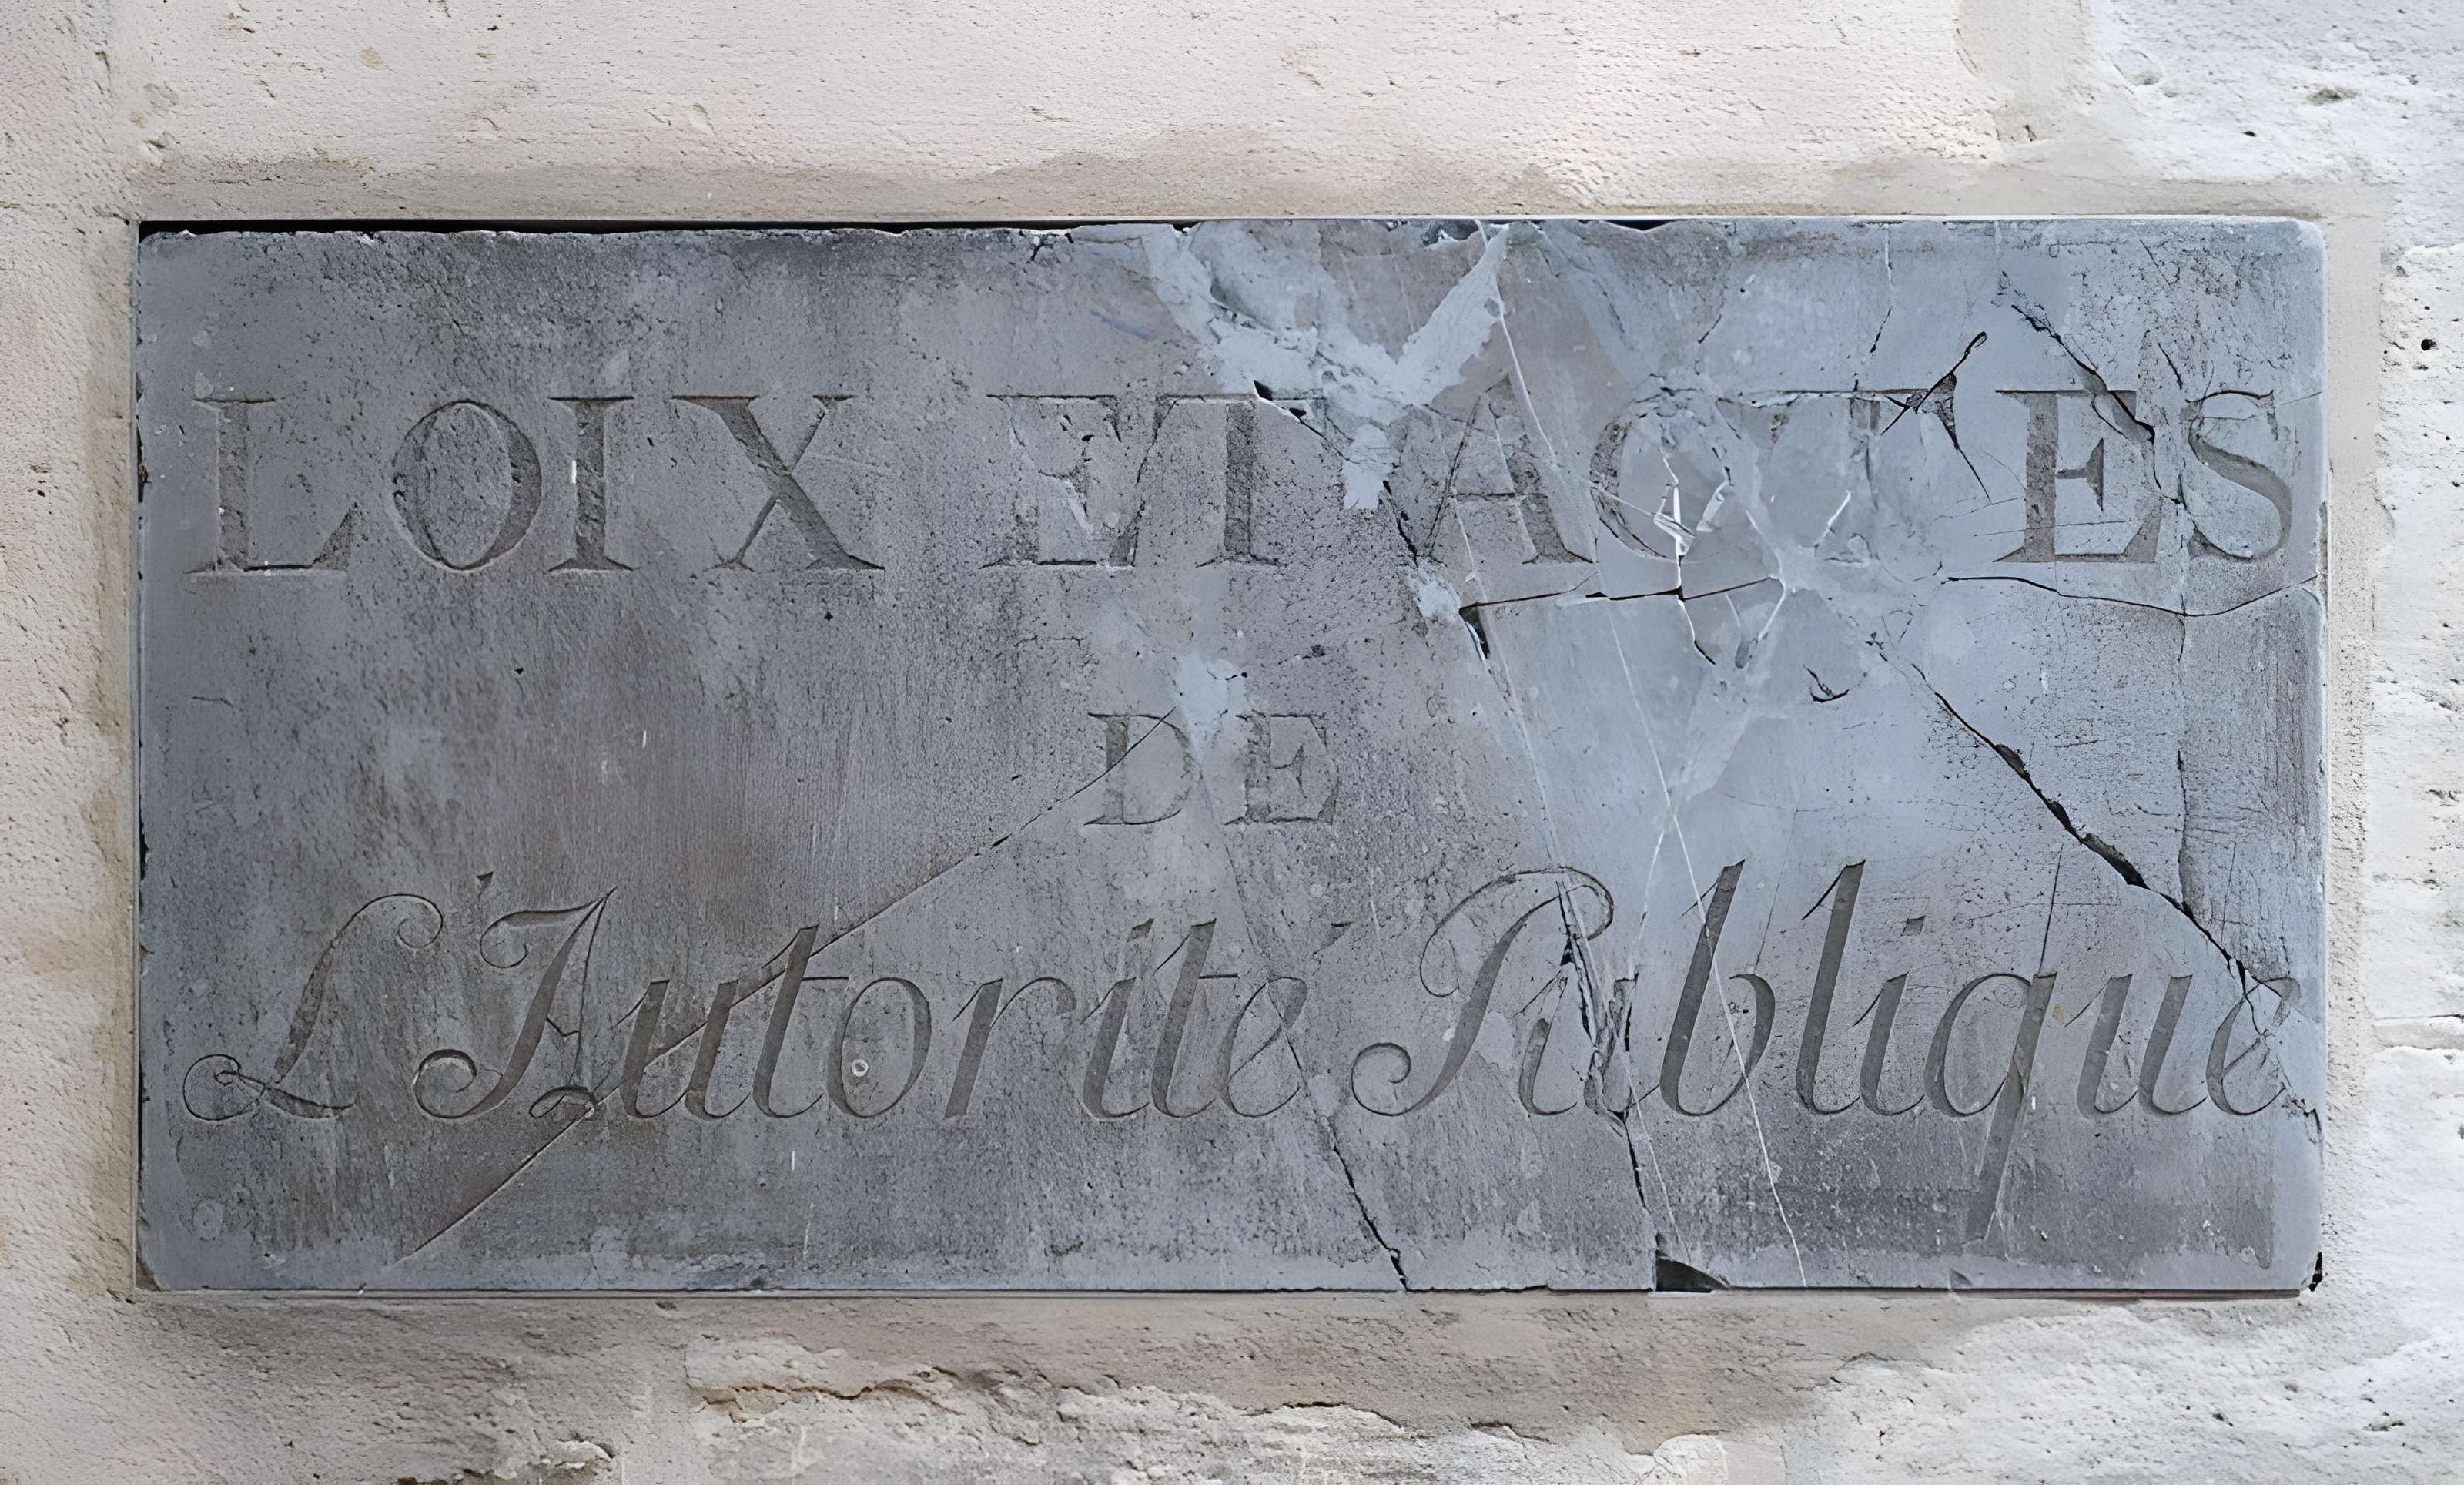 LOIX ET ACTES
DE
L'Autorité Publique